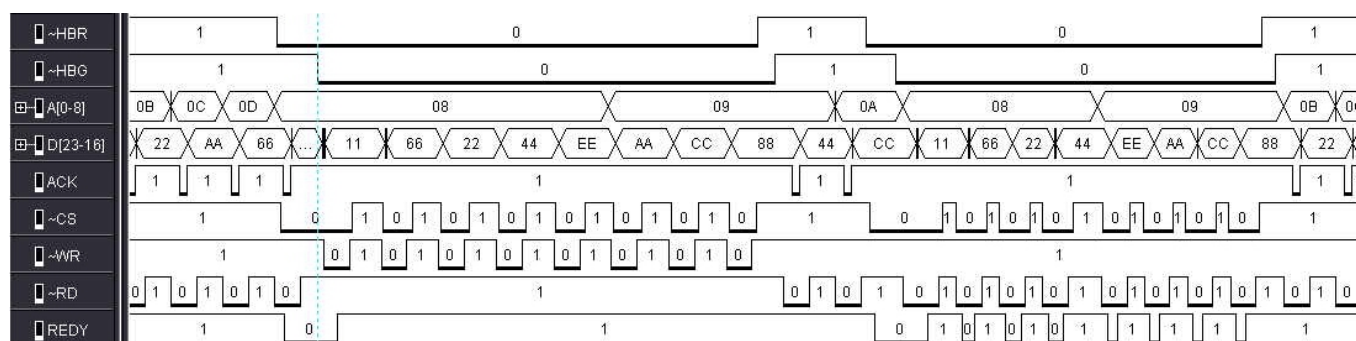 ~HBR 1 0 1 0 1
~HBG 1 0 1 0 1
A[0-8] 0B 0C 0D 08 09 0A 08 09 0B 0C
D[23-16] 22 AA 66 ... 11 66 22 44 EE AA CC 88 44 CC 11 66 22 44 EE AA CC 88 22
ACK 1 1 1 1 1 1 1
~CS 1 0 1 0 1 0 1 0 1 0 1 0 1 0 1 0 1 0 1 0 1 0 1 0 1 0 1 0 1 0 1 0 1
~WR 1 0 1 0 1 0 1 0 1 0 1 0 1 0 1 0 1
~RD 0 1 0 1 0 1 0 1 0 1 0 1 0 1 0 1 0 1 0 1 0 1 0 1 0 1 0 1 0 1 0
REDY 1 0 1 0 1 0 1 0 1 0 1 1 1 1 1